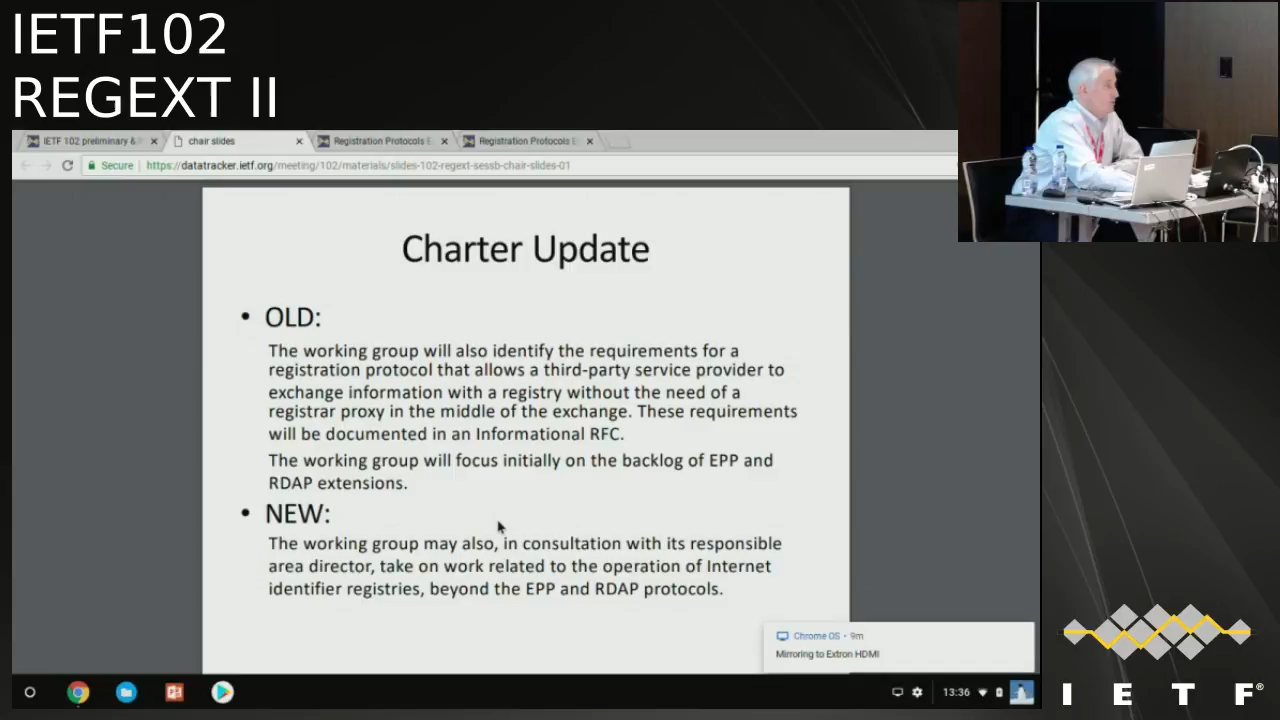 IETF102
REGEXT II
IETF 102 preliminary &
chair slides
Registration Protocols E
Registration Protocols E
Secure
https://datatracker.ietf.org/meeting/102/materials/slides-102-regext-sessb-chair-slides-01
Charter Update
• OLD:
The working group will also identify the requirements for a
registration protocol that allows a third-party service provider to
exchange information with a registry without the need of a
registrar proxy in the middle of the exchange. These requirements
will be documented in an Informational RFC.
The working group will focus initially on the backlog of EPP and
RDAP extensions.
• NEW:
The working group may also, in consultation with its responsible
area director, take on work related to the operation of Internet
identifier registries, beyond the EPP and RDAP protocols.
Chrome OS • 9m
Mirroring to Extron HDMI
13:36
I E T F®